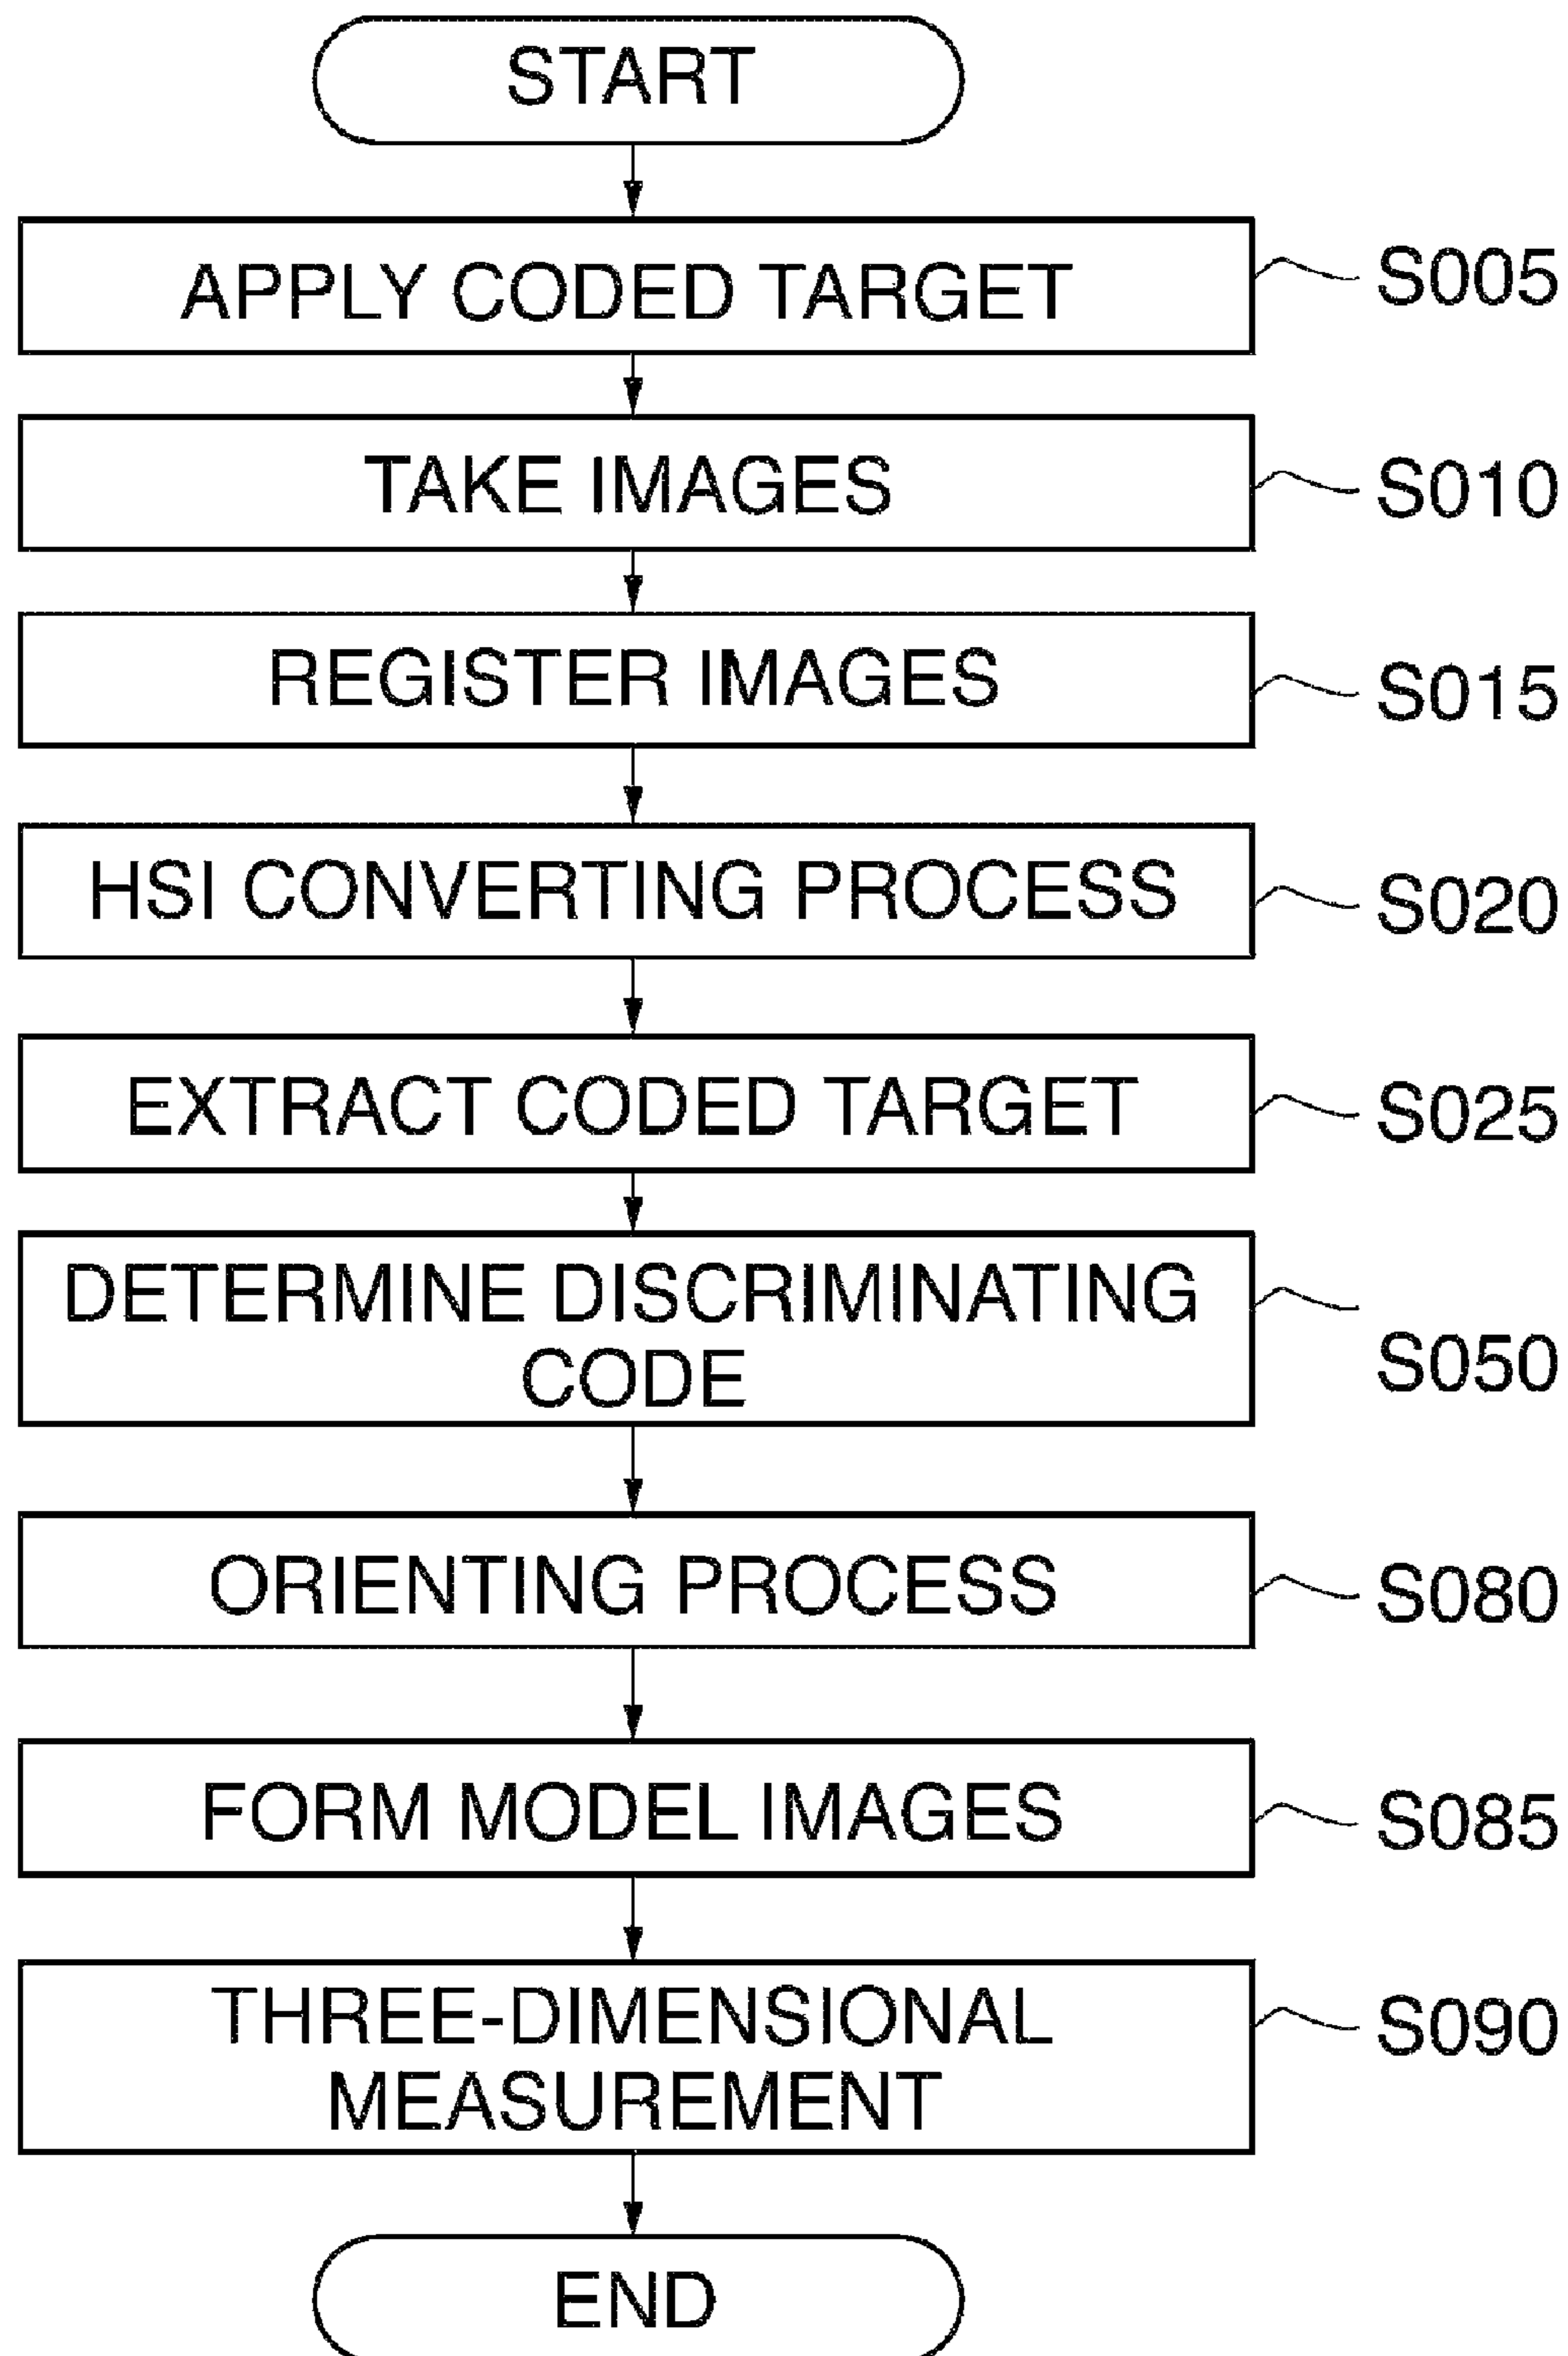 START
APPLY CODED TARGET
S005
TAKE IMAGES
S010
REGISTER IMAGES
S015
HSI CONVERTING PROCESS
S020
EXTRACT CODED TARGET
S025
DETERMINE DISCRIMINATING
CODE
S050
ORIENTING PROCESS
S080
FORM MODEL IMAGES
S085
THREE-DIMENSIONAL
MEASUREMENT
S090
END